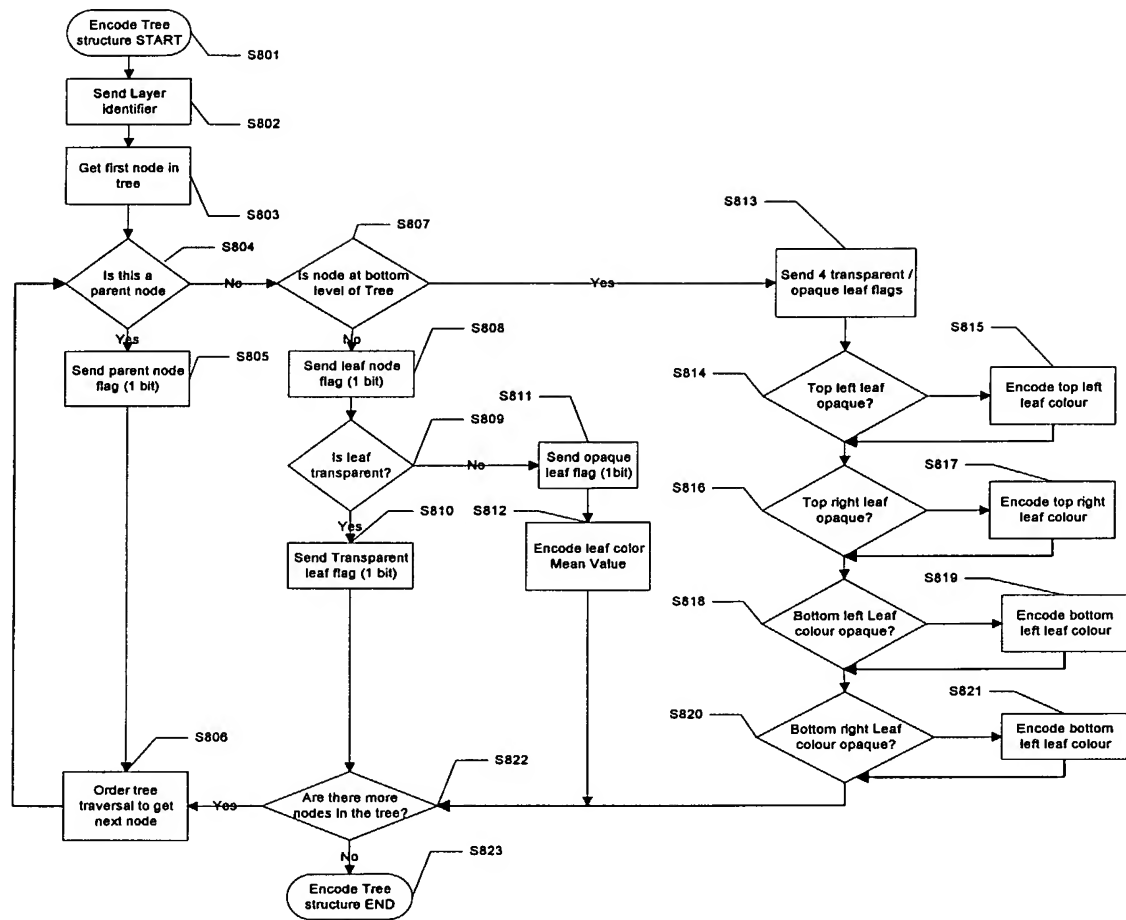 Encode Tree
structure START
S801
Send Layer
Identifier
S802
Get first node in
tree
S803
S804
Is this a
parent node
No
Yes
S805
Send parent node
flag (1 bit)
S806
Order tree
traversal to get
next node
S807
Is node at bottom
level of Tree
Yes
No
S808
Send leaf node
flag (1 bit)
S809
Is leaf
transparent?
No
Yes
S810
Send Transparent
leaf flag (1 bit)
S811
Send opaque
leaf flag (1bit)
S812
Encode leaf color
Mean Value
S813
Send 4 transparent /
opaque leaf flags
S814
Top left leaf
opaque?
S815
Encode top left
leaf colour
S816
Top right leaf
opaque?
S817
Encode top right
leaf colour
S818
Bottom left Leaf
colour opaque?
S819
Encode bottom
left leaf colour
S820
Bottom right Leaf
colour opaque?
S821
Encode bottom
left leaf colour
S822
Are there more
nodes in the tree?
Yes
No
S823
Encode Tree
structure END